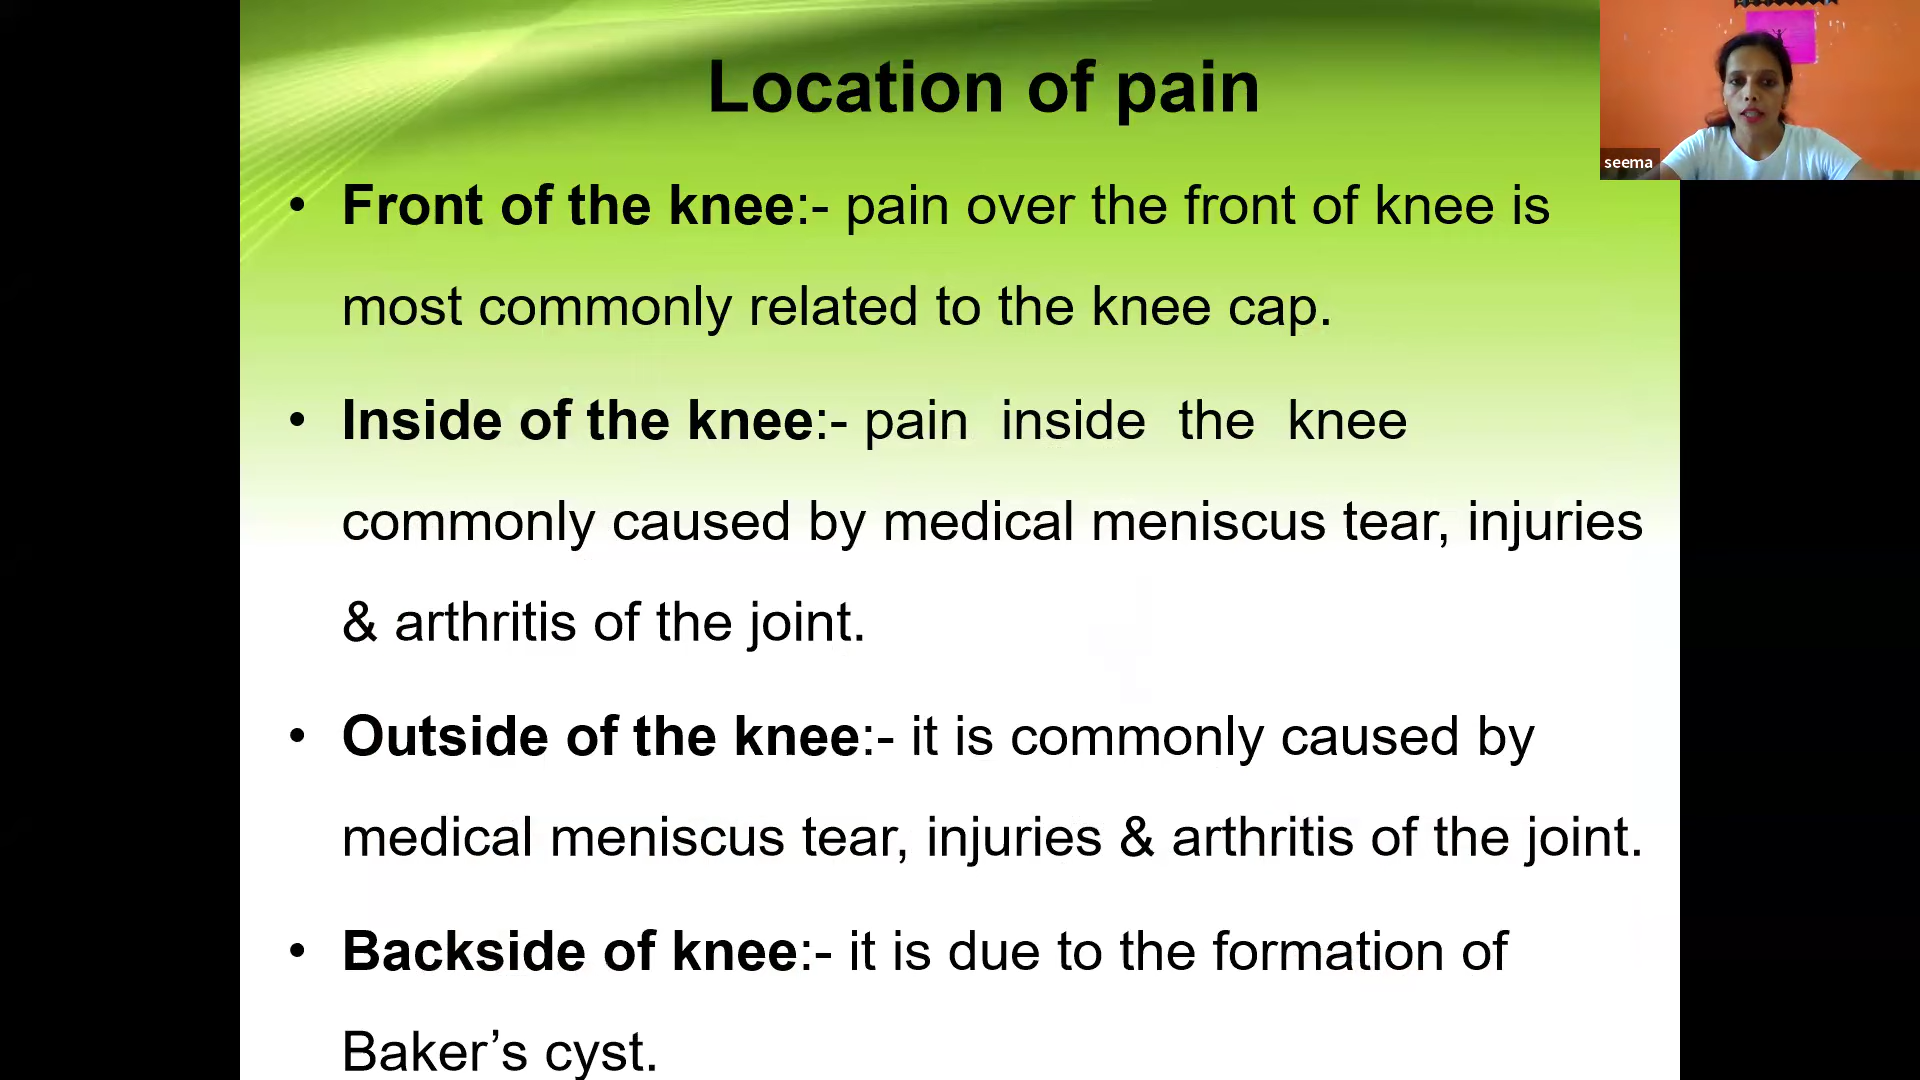 Location of pain
seema
• Front of the knee:- pain over the front of knee is
most commonly related to the knee cap.
• Inside of the knee:- pain inside the knee
commonly caused by medical meniscus tear, injuries
& arthritis of the joint.
• Outside of the knee:- it is commonly caused by
medical meniscus tear, injuries & arthritis of the joint.
• Backside of knee:- it is due to the formation of
Baker’s cyst.